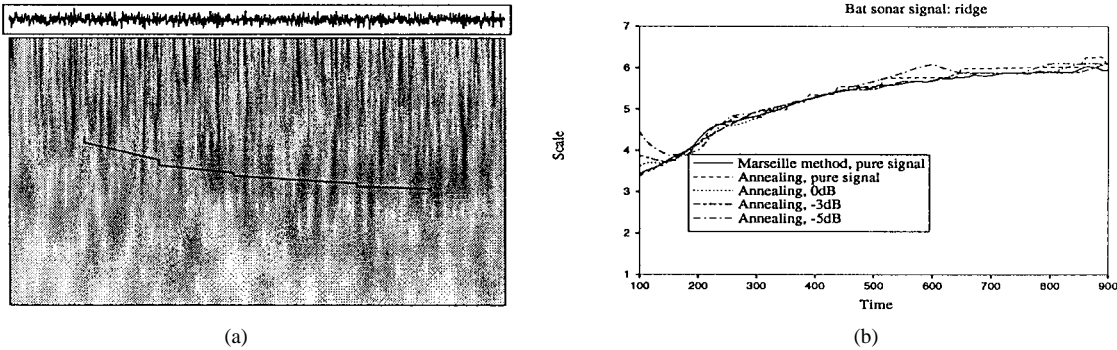 Bat sonar signal: ridge
7
6
5
4
3
2
1
Scale
Marseille method, pure signal
Annealing, pure signal
Annealing, 0dB
Annealing, -3dB
Annealing, -5dB
100 200 300 400 500 600 700 800 900
Time
(a) (b)